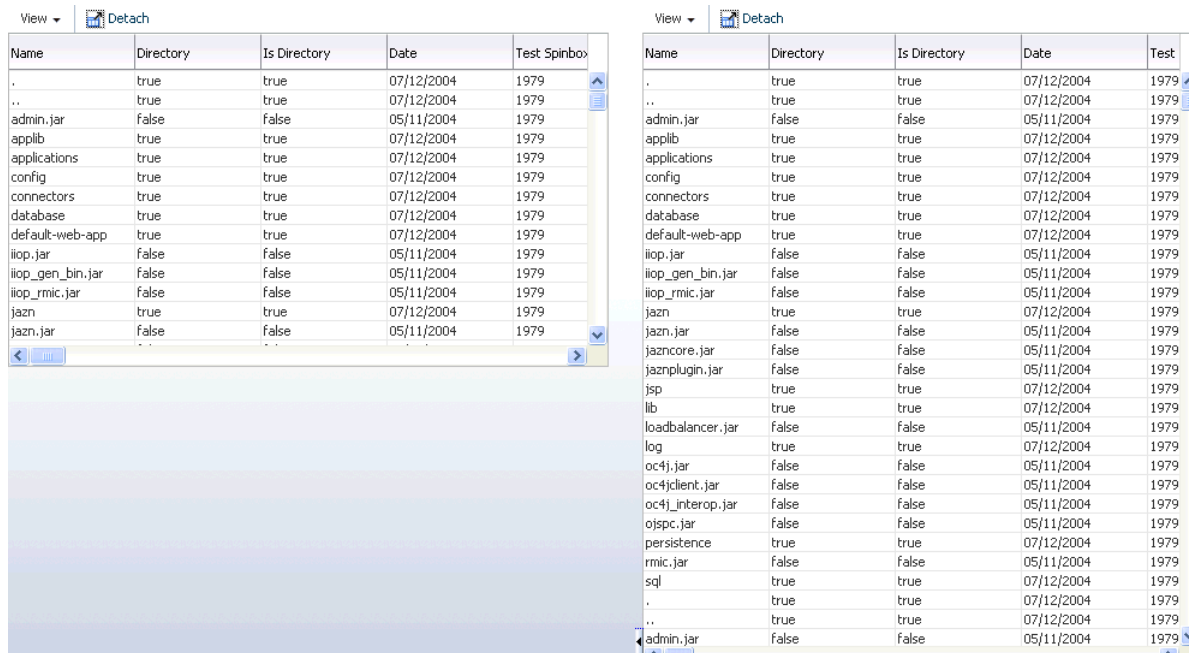 View Detach
Name Directory Is Directory Date Test Spinbox
. true true 07/12/2004 1979
.. true true 07/12/2004 1979
admin.jar false false 05/11/2004 1979
applib true true 07/12/2004 1979
applications true true 07/12/2004 1979
config true true 07/12/2004 1979
connectors true true 07/12/2004 1979
database true true 07/12/2004 1979
default-web-app true true 07/12/2004 1979
iiop.jar false false 05/11/2004 1979
iiop_gen_bin.jar false false 05/11/2004 1979
iiop_rmic.jar false false 05/11/2004 1979
jazn true true 07/12/2004 1979
jazn.jar false false 05/11/2004 1979
View Detach
Name Directory Is Directory Date Test
. true true 07/12/2004 1979
.. true true 07/12/2004 1979
admin.jar false false 05/11/2004 1979
applib true true 07/12/2004 1979
applications true true 07/12/2004 1979
config true true 07/12/2004 1979
connectors true true 07/12/2004 1979
database true true 07/12/2004 1979
default-web-app true true 07/12/2004 1979
iiop.jar false false 05/11/2004 1979
iiop_gen_bin.jar false false 05/11/2004 1979
iiop_rmic.jar false false 05/11/2004 1979
jazn true true 07/12/2004 1979
jazn.jar false false 05/11/2004 1979
jazncore.jar false false 05/11/2004 1979
jaznplugin.jar false false 05/11/2004 1979
jsp true true 07/12/2004 1979
lib true true 07/12/2004 1979
loadbalancer.jar false false 05/11/2004 1979
log true true 07/12/2004 1979
oc4j.jar false false 05/11/2004 1979
oc4jclient.jar false false 05/11/2004 1979
oc4j_interop.jar false false 05/11/2004 1979
ojspc.jar false false 05/11/2004 1979
persistence true true 07/12/2004 1979
rmic.jar false false 05/11/2004 1979
sql true true 07/12/2004 1979
. true true 07/12/2004 1979
.. true true 07/12/2004 1979
admin.jar false false 05/11/2004 1979